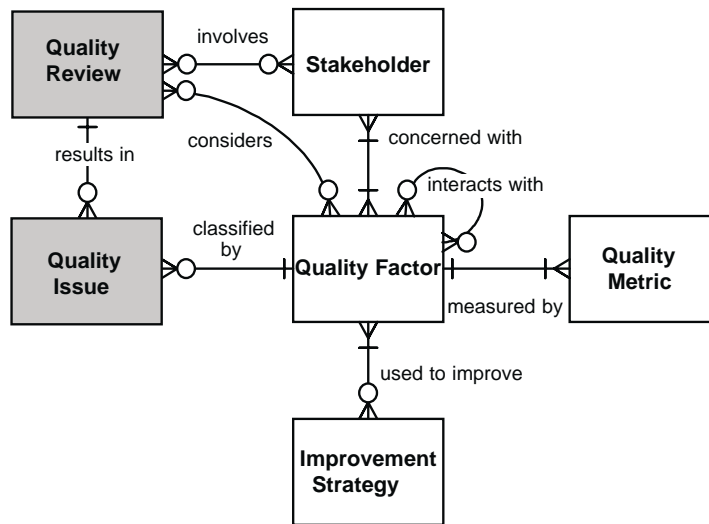 Quality
Review
involves
Stakeholder
considers
concerned with
results in
interacts with
Quality
Issue
classified
by
Quality Factor
Quality
Metric
measured by
used to improve
Improvement
Strategy